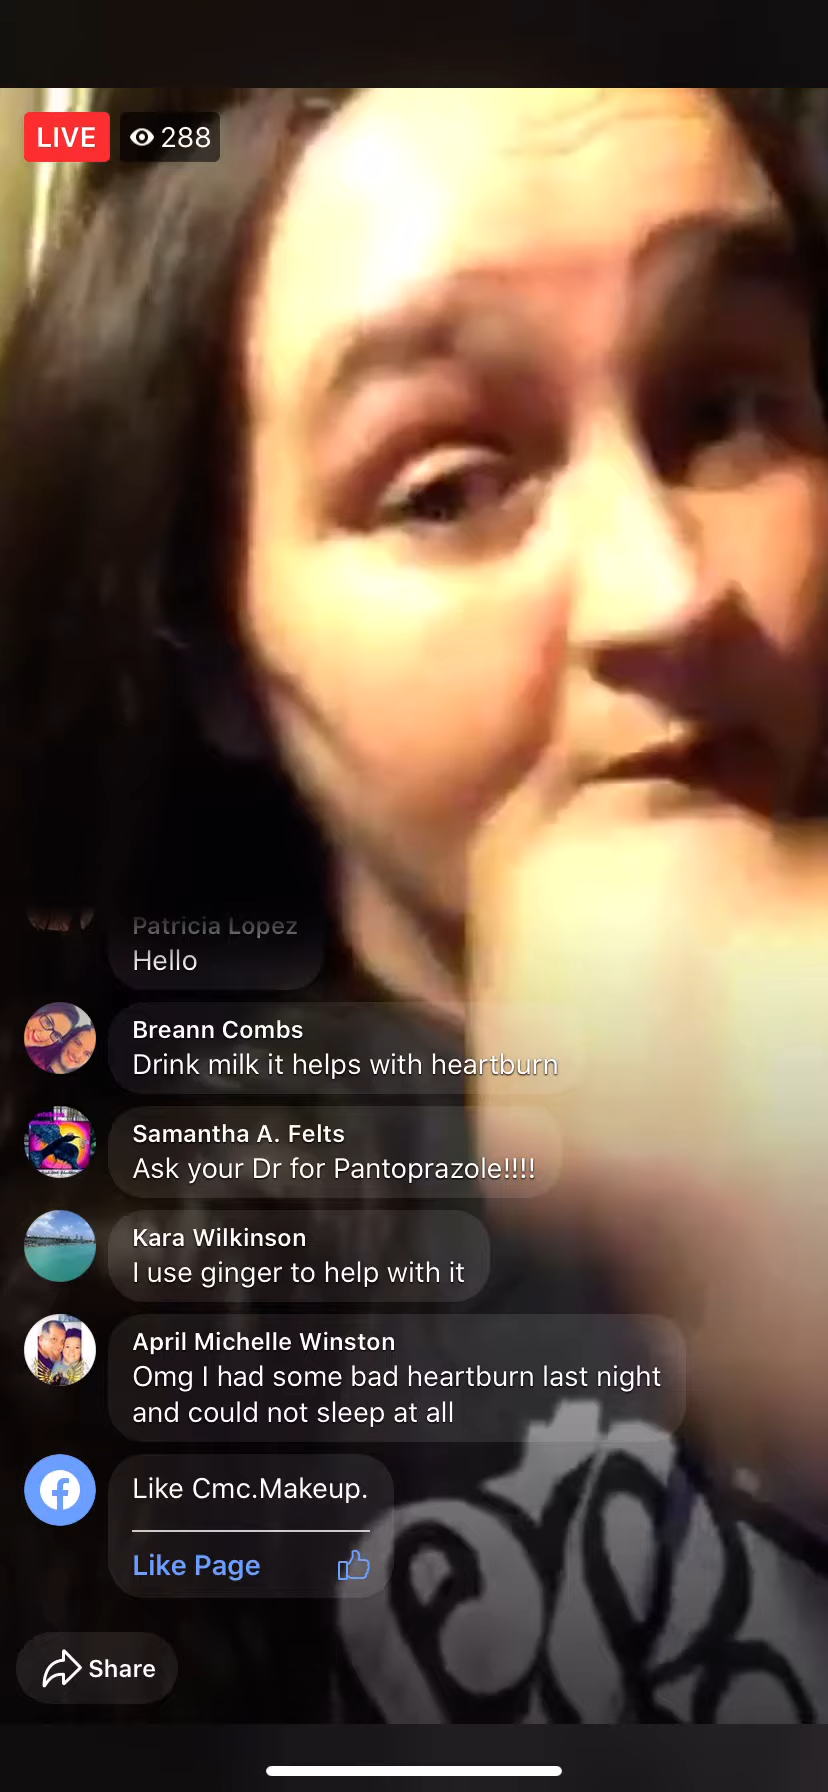 LIVE 288
Patricia Lopez
Hello
Breann Combs
Drink milk it helps with heartburn
Samantha A. Felts
Ask your Dr for Pantoprazole!!!!
Kara Wilkinson
I use ginger to help with it
April Michelle Winston
Omg I had some bad heartburn last night
and could not sleep at all
Like Cmc.Makeup.
Like Page
Share